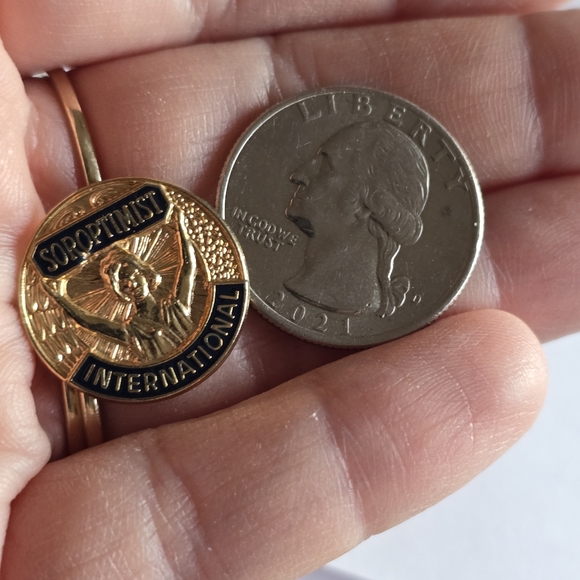 SOROPTIMIST
INTERNATIONAL
LIBERTY
IN GOD WE
TRUST
2021
D